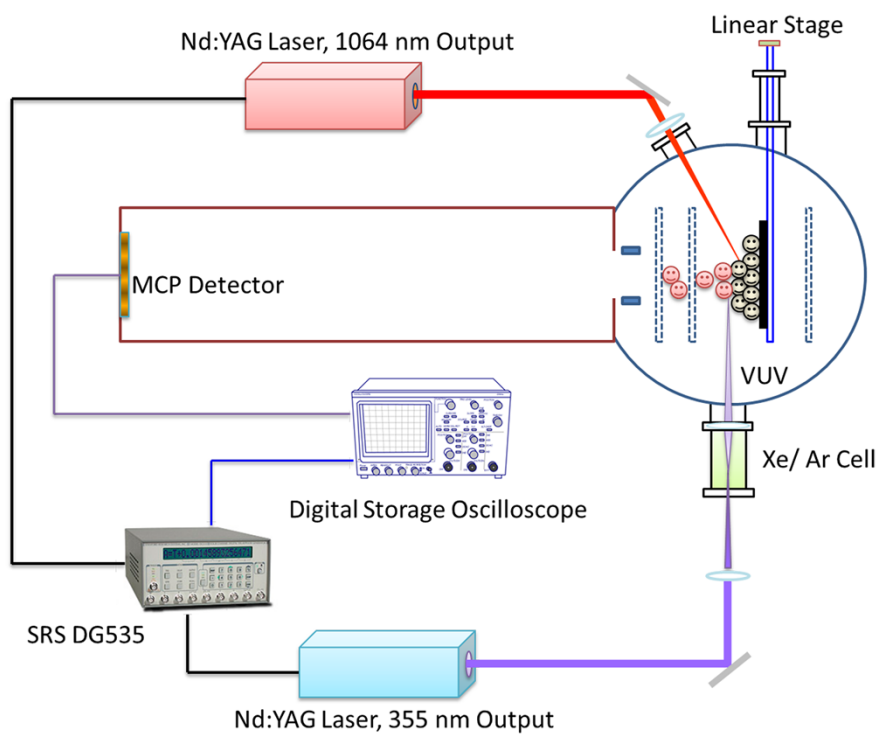 Linear Stage
Nd:YAG Laser, 1064 nm Output
MCP Detector
VUV
Xe/ Ar Cell
Digital Storage Oscilloscope
SRS DG535
Nd:YAG Laser, 355 nm Output